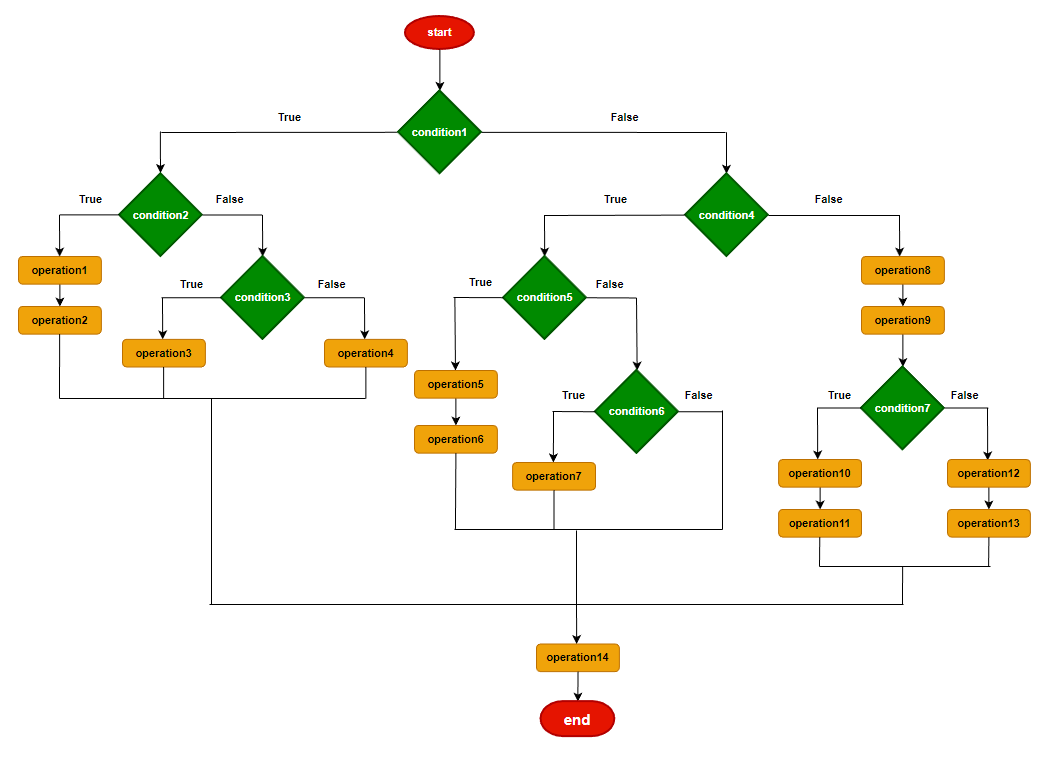 start
condition1
True
False
condition2
True
False
condition4
True
False
operation1
operation2
condition3
True
False
operation3
operation4
condition5
True
False
operation5
operation6
condition6
True
False
operation7
operation8
operation9
condition7
True
False
operation10
operation11
operation12
operation13
operation14
end